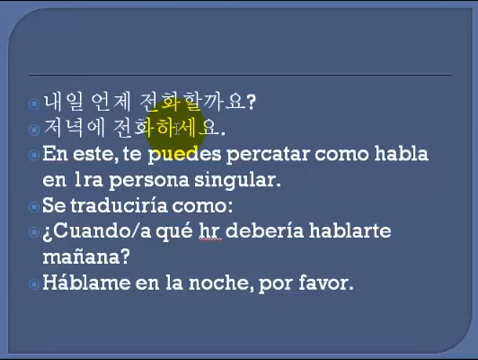 내일 언제 전화할까요?
저녁에 전화하세요.
En este, te puedes percatar como habla
en 1ra persona singular.
Se traduciría como:
¿Cuando/a qué hr debería hablarte
mañana?
Háblame en la noche, por favor.